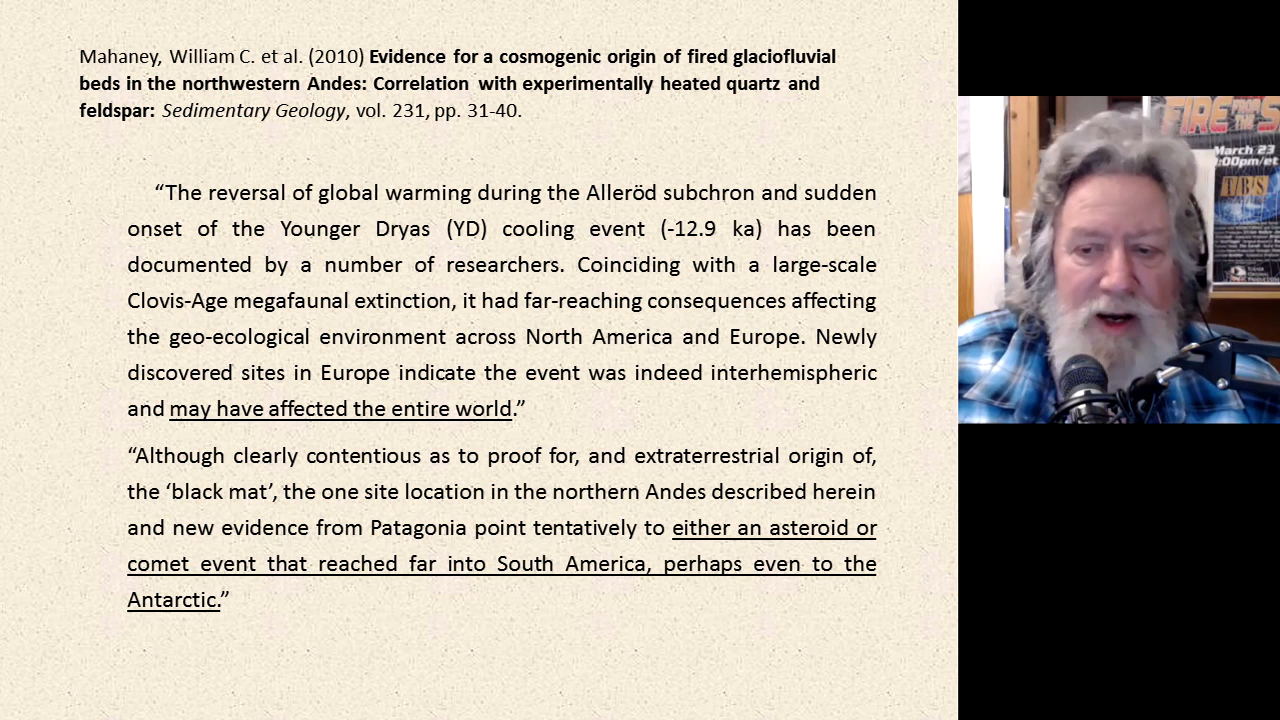 Mahaney, William C. et al. (2010) Evidence for a cosmogenic origin of fired glaciofluvial
beds in the northwestern Andes: Correlation with experimentally heated quartz and
feldspar: Sedimentary Geology, vol. 231, pp. 31-40.
“The reversal of global warming during the Alleröd subchron and sudden
onset of the Younger Dryas (YD) cooling event (-12.9 ka) has been
documented by a number of researchers. Coinciding with a large-scale
Clovis-Age megafaunal extinction, it had far-reaching consequences affecting
the geo-ecological environment across North America and Europe. Newly
discovered sites in Europe indicate the event was indeed interhemispheric
and may have affected the entire world.”
“Although clearly contentious as to proof for, and extraterrestrial origin of,
the ‘black mat’, the one site location in the northern Andes described herein
and new evidence from Patagonia point tentatively to either an asteroid or
comet event that reached far into South America, perhaps even to the
Antarctic.”
FIRE FROM THE S
March 23
:00pm/et
TBS